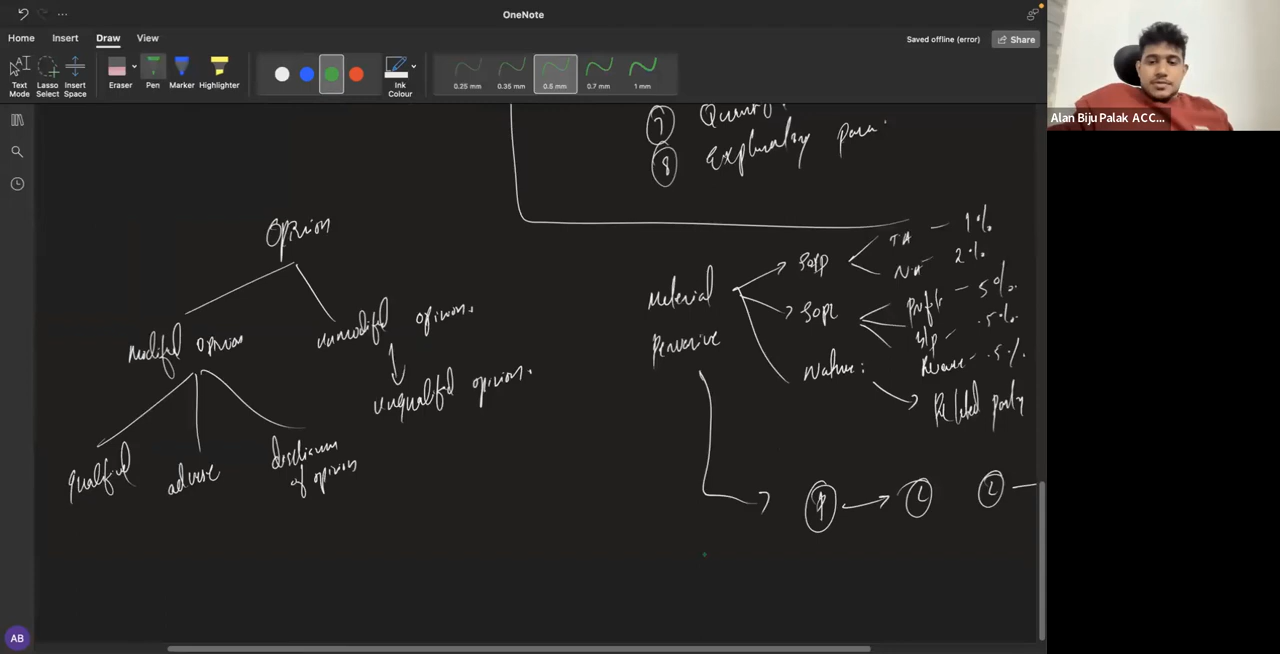 OneNote
Home Insert Draw View
Saved offline (error)
Share
Text Mode
Lasso Select
Insert Space
Eraser
Pen
Marker
Highlighter
Ink Colour
0.25 mm
0.35 mm
0.5 mm
0.7 mm
1 mm
Alan Biju Palak ACC...
7
8 Explanatory para.
Opinion
Modified opinion
unmodified opinion.
unqualified opinion.
qualified
adverse
disclaimer of opinion
Material
Pervasive
SOFP
TA - 1%
NA - 2%
SOPL
Profit - 5%.
.5%.
Revenue - .5%.
Nature:
Related party
L
L
AB